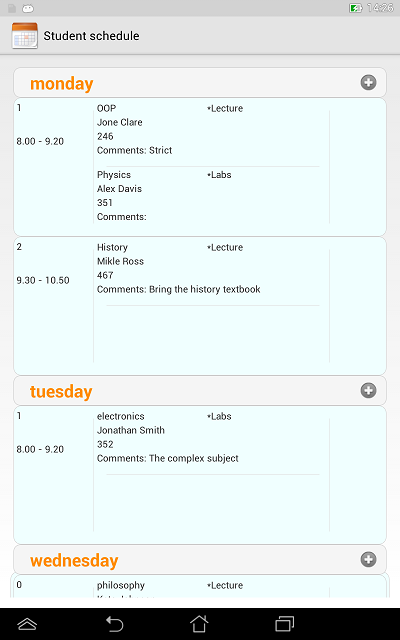 14:26
Student schedule
monday
1
8.00 - 9.20
OOP *Lecture
Jone Clare
246
Comments: Strict
Physics *Labs
Alex Davis
351
Comments:
2
9.30 - 10.50
History *Lecture
Mikle Ross
467
Comments: Bring the history textbook
tuesday
1
8.00 - 9.20
electronics *Labs
Jonathan Smith
352
Comments: The complex subject
wednesday
0
philosophy *Lecture